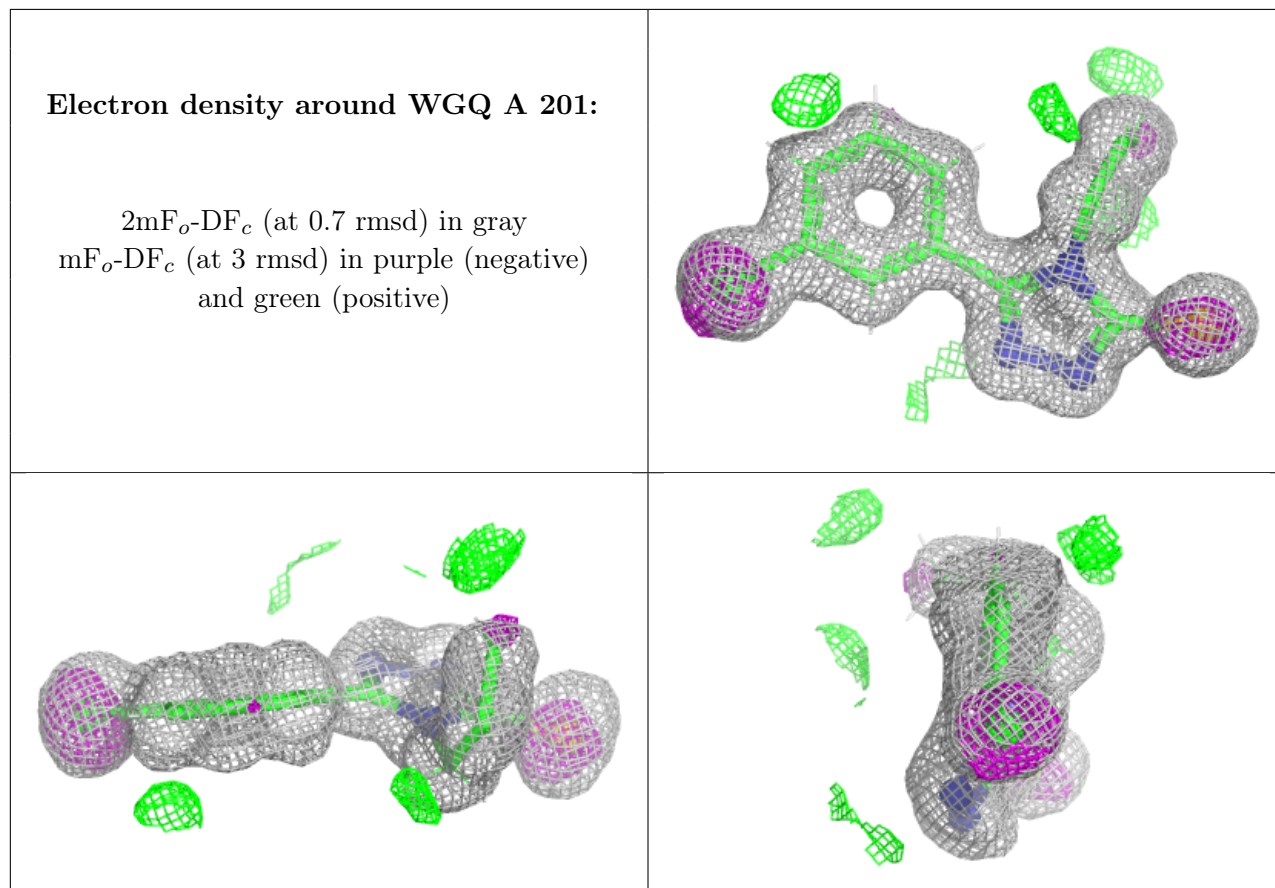 Electron density around WGQ A 201:
2mFo-DFc (at 0.7 rmsd) in gray
mFo-DFc (at 3 rmsd) in purple (negative)
and green (positive)